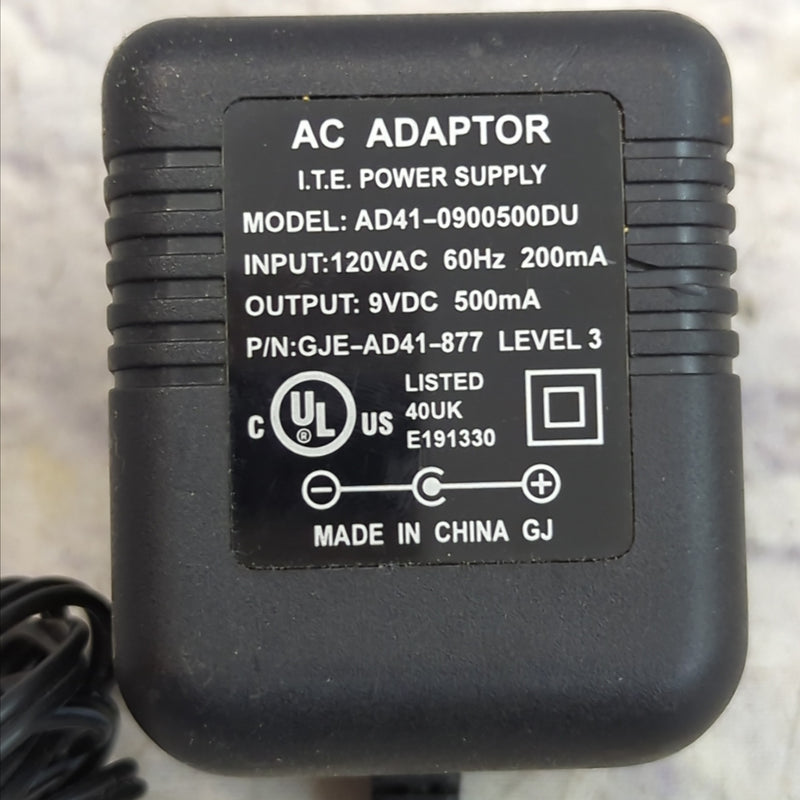 AC ADAPTOR
I.T.E. POWER SUPPLY
MODEL: AD41-0900500DU
INPUT:120VAC 60Hz 200mA
OUTPUT: 9VDC 500mA
P/N:GJE-AD41-877 LEVEL 3
C UL ® US
LISTED
40UK
E191330
MADE IN CHINA GJ